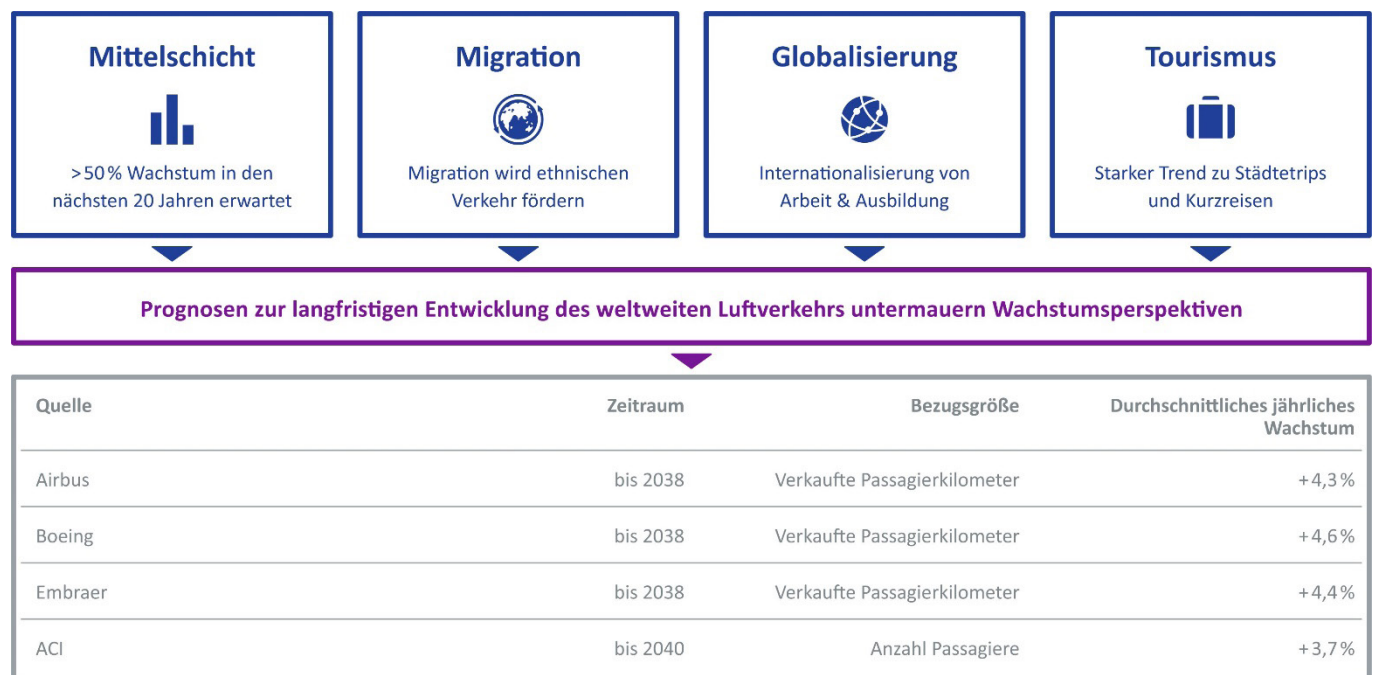 Mittelschicht
>50% Wachstum in den
nächsten 20 Jahren erwartet
Migration
Migration wird ethnischen
Verkehr fördern
Globalisierung
Internationalisierung von
Arbeit & Ausbildung
Tourismus
Starker Trend zu Städtetrips
und Kurzreisen
Prognosen zur langfristigen Entwicklung des weltweiten Luftverkehrs untermauern Wachstumsperspektiven
Quelle Zeitraum Bezugsgröße Durchschnittliches jährliches
Wachstum
Airbus bis 2038 Verkaufte Passagierkilometer +4,3%
Boeing bis 2038 Verkaufte Passagierkilometer +4,6%
Embraer bis 2038 Verkaufte Passagierkilometer +4,4%
ACI bis 2040 Anzahl Passagiere +3,7%